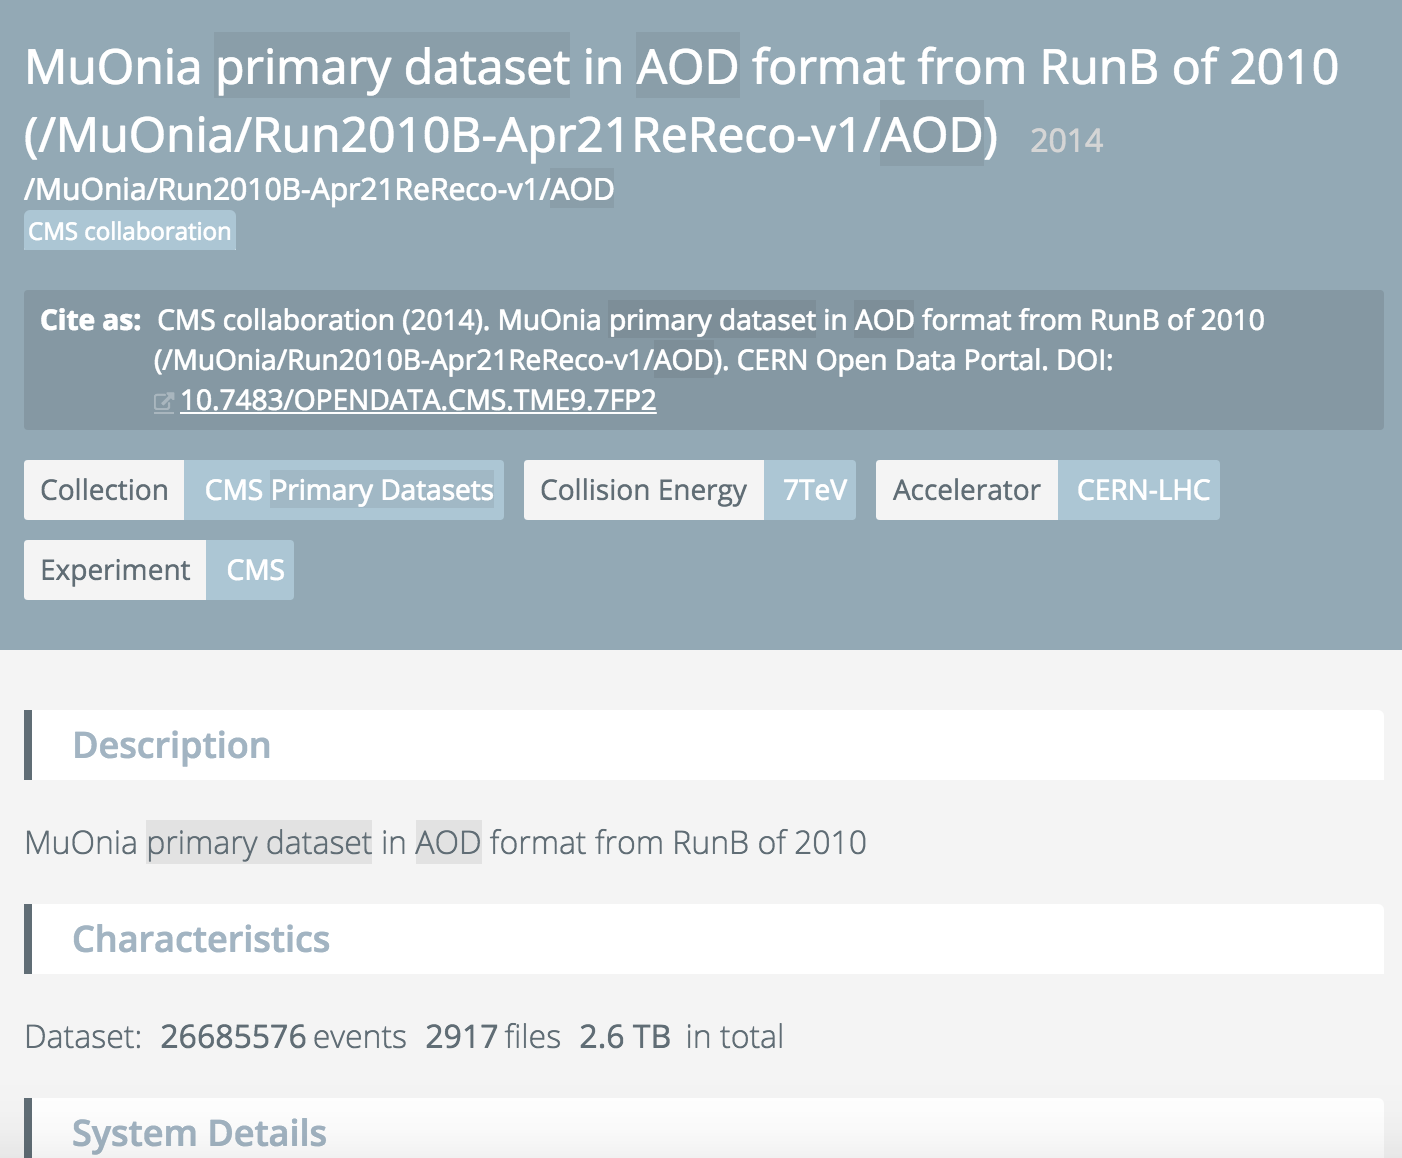 MuOnia primary dataset in AOD format from RunB of 2010
(/MuOnia/Run2010B-Apr21ReReco-v1/AOD) 2014
/MuOnia/Run2010B-Apr21ReReco-v1/AOD
CMS collaboration
Cite as: CMS collaboration (2014). MuOnia primary dataset in AOD format from RunB of 2010
(/MuOnia/Run2010B-Apr21ReReco-v1/AOD). CERN Open Data Portal. DOI:
10.7483/OPENDATA.CMS.TME9.7FP2
Collection CMS Primary Datasets Collision Energy 7TeV Accelerator CERN-LHC
Experiment CMS
Description
MuOnia primary dataset in AOD format from RunB of 2010
Characteristics
Dataset: 26685576 events 2917 files 2.6 TB in total
System Details